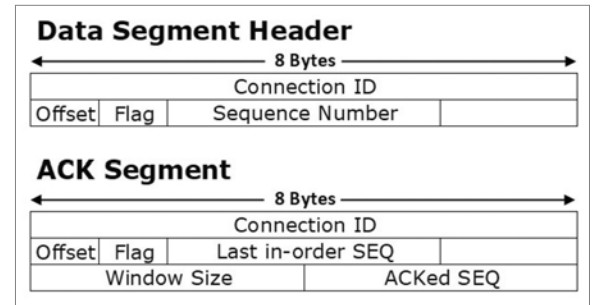 Data Segment Header
8 Bytes
Connection ID
Offset Flag Sequence Number
ACK Segment
8 Bytes
Connection ID
Offset Flag Last in-order SEQ
Window Size ACKed SEQ